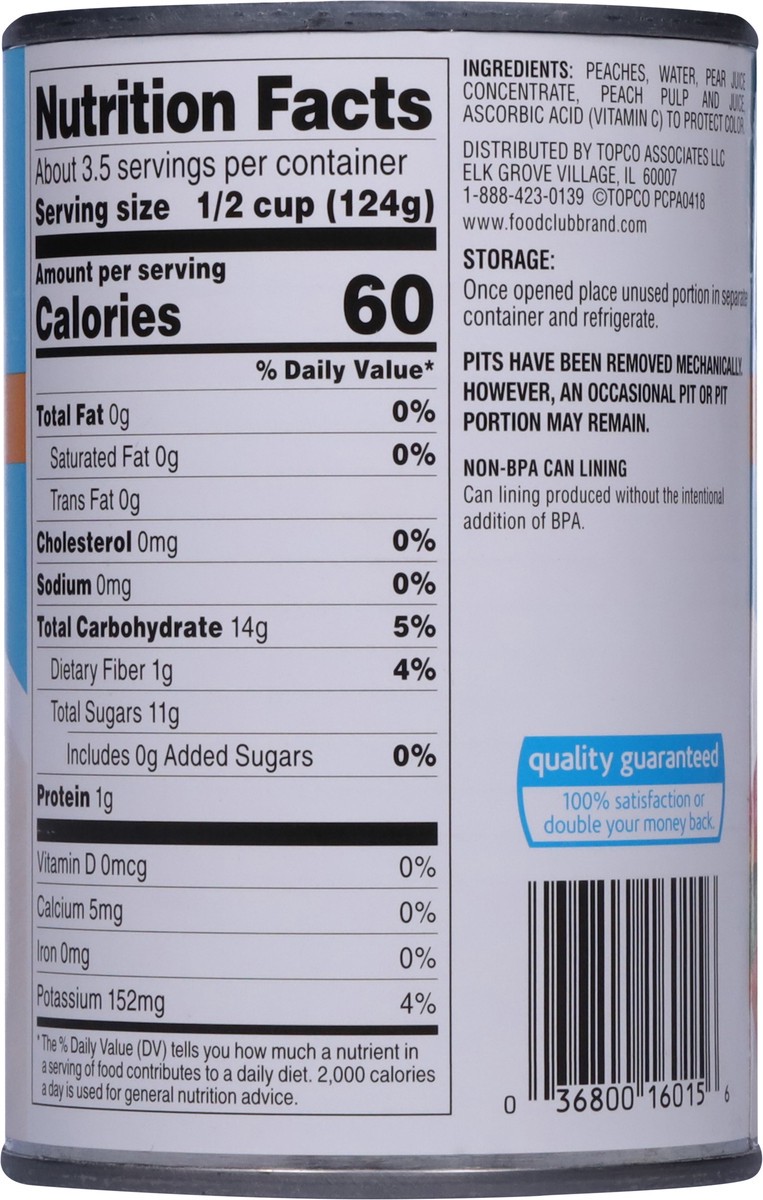 Nutrition Facts
About 3.5 servings per container
Serving size 1/2 cup (124g)
Amount per serving
Calories 60
% Daily Value*
Total Fat 0g 0%
Saturated Fat 0g 0%
Trans Fat 0g
Cholesterol 0mg 0%
Sodium 0mg 0%
Total Carbohydrate 14g 5%
Dietary Fiber 1g 4%
Total Sugars 11g
Includes 0g Added Sugars 0%
Protein 1g
Vitamin D 0mcg 0%
Calcium 5mg 0%
Iron 0mg 0%
Potassium 152mg 4%
*The % Daily Value (DV) tells you how much a nutrient in
a serving of food contributes to a daily diet. 2,000 calories
a day is used for general nutrition advice.
INGREDIENTS: PEACHES, WATER, PEAR JUICE
CONCENTRATE, PEACH PULP AND JUICE,
ASCORBIC ACID (VITAMIN C) TO PROTECT COLOR.
DISTRIBUTED BY TOPCO ASSOCIATES LLC
ELK GROVE VILLAGE, IL 60007
1-888-423-0139 ©TOPCO PCPA0418
www.foodclubbrand.com
STORAGE:
Once opened place unused portion in separate
container and refrigerate.
PITS HAVE BEEN REMOVED MECHANICALLY.
HOWEVER, AN OCCASIONAL PIT OR PIT
PORTION MAY REMAIN.
NON-BPA CAN LINING
Can lining produced without the intentional
addition of BPA.
quality guaranteed
100% satisfaction or
double your money back.
0 36800 16015 6